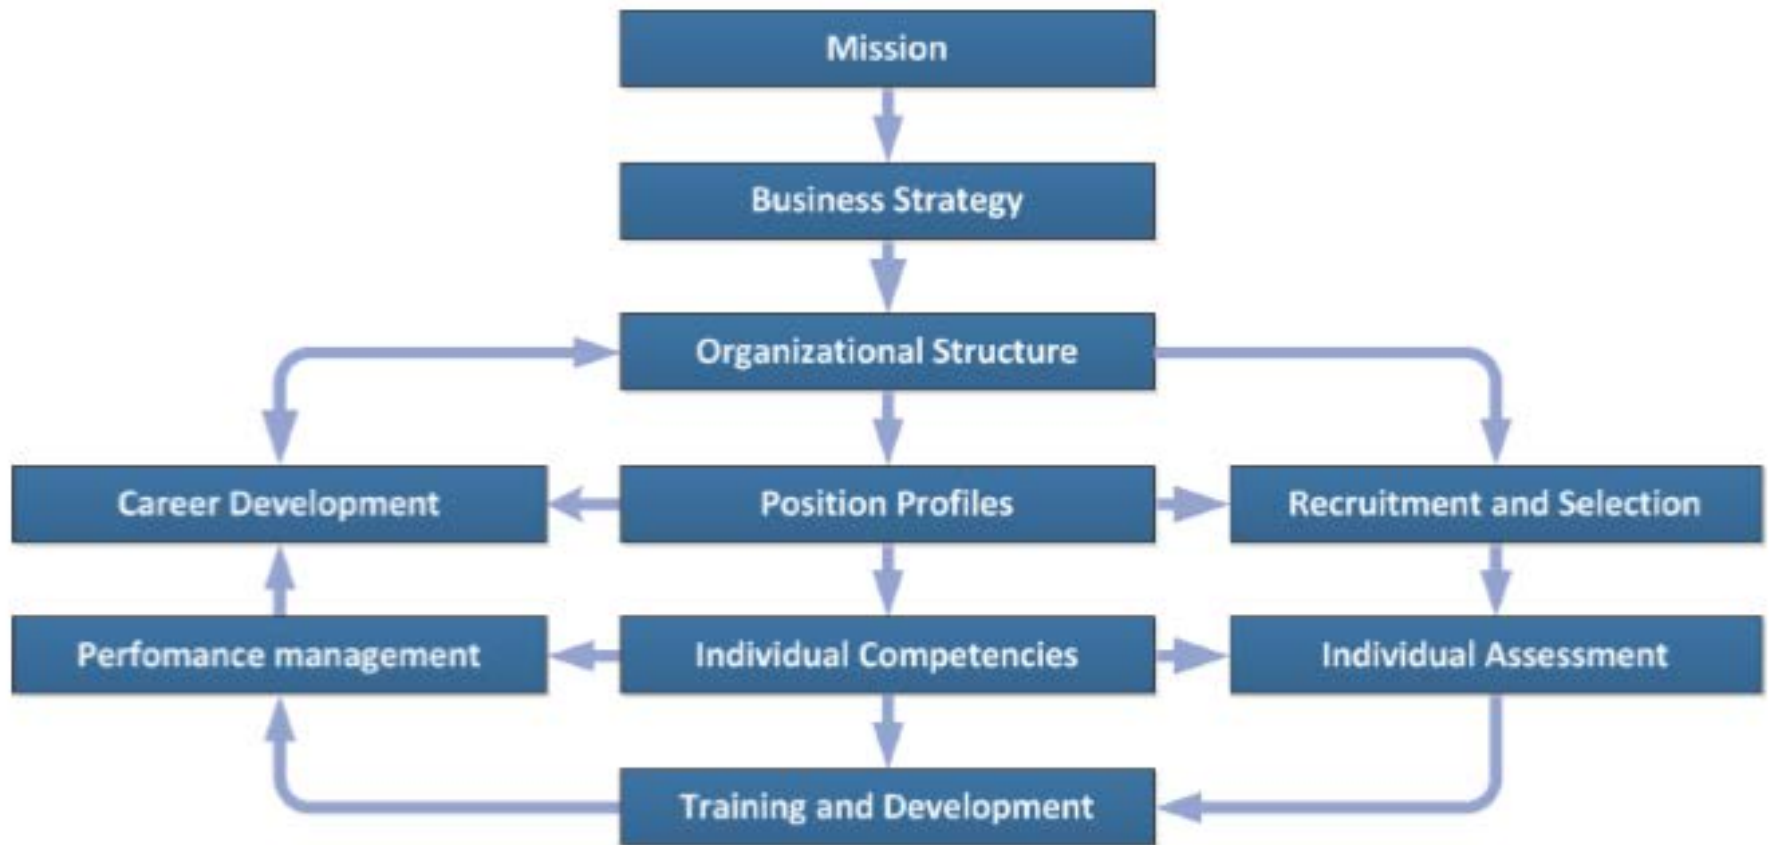 Mission
Business Strategy
Organizational Structure
Career Development
Position Profiles
Recruitment and Selection
Perfomance management
Individual Competencies
Individual Assessment
Training and Development